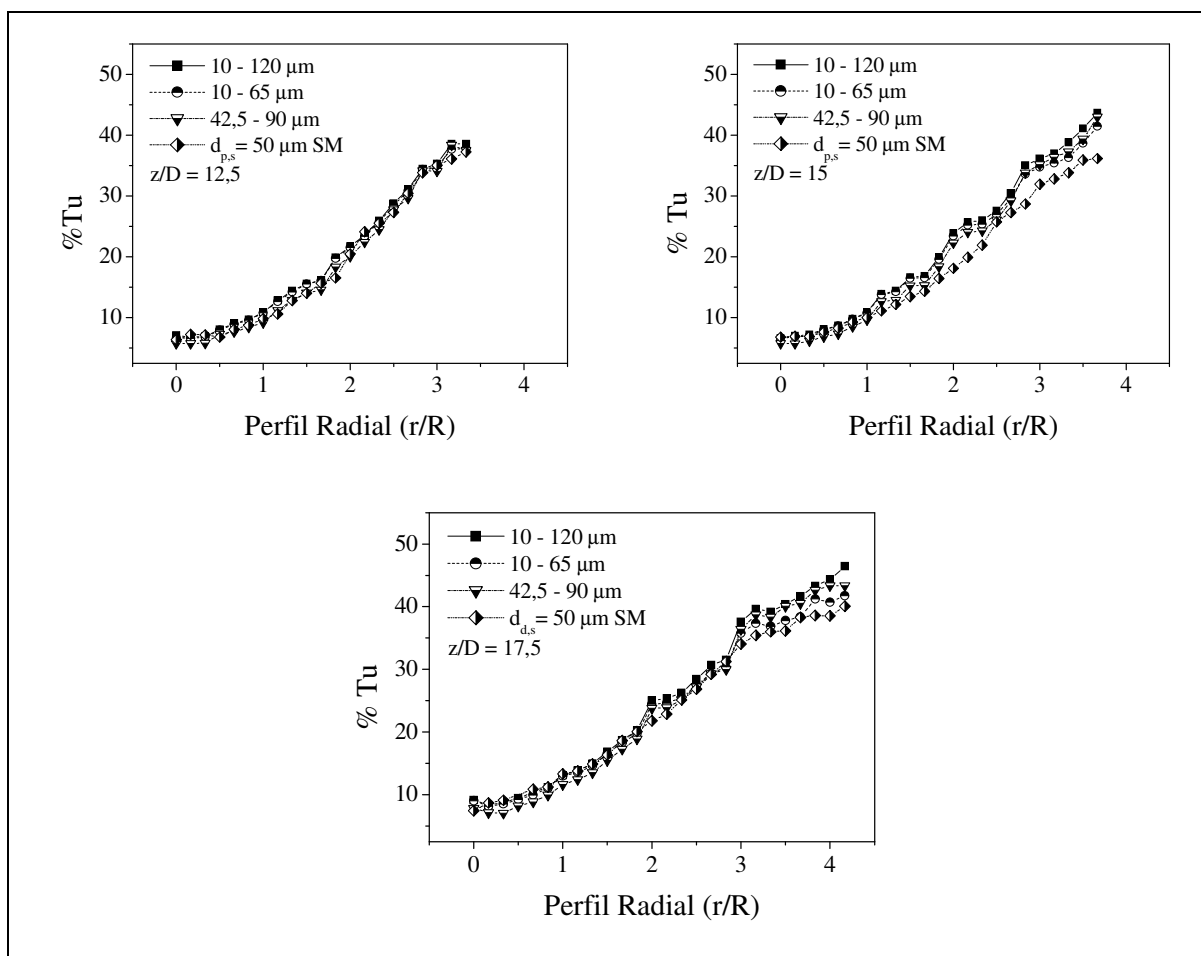 50
40
30
20
10
%Tu
10 - 120 µm
10 - 65 µm
42,5 - 90 µm
d_p,s = 50 µm SM
z/D = 12,5
0 1 2 3 4
Perfil Radial (r/R)
50
40
30
20
10
% Tu
10 - 120 µm
10 - 65 µm
42,5 - 90 µm
d_p,s = 50 µm SM
z/D = 15
0 1 2 3 4
Perfil Radial (r/R)
50
40
30
20
10
% Tu
10 - 120 µm
10 - 65 µm
42,5 - 90 µm
d_d,s = 50 µm SM
z/D = 17,5
0 1 2 3 4
Perfil Radial (r/R)